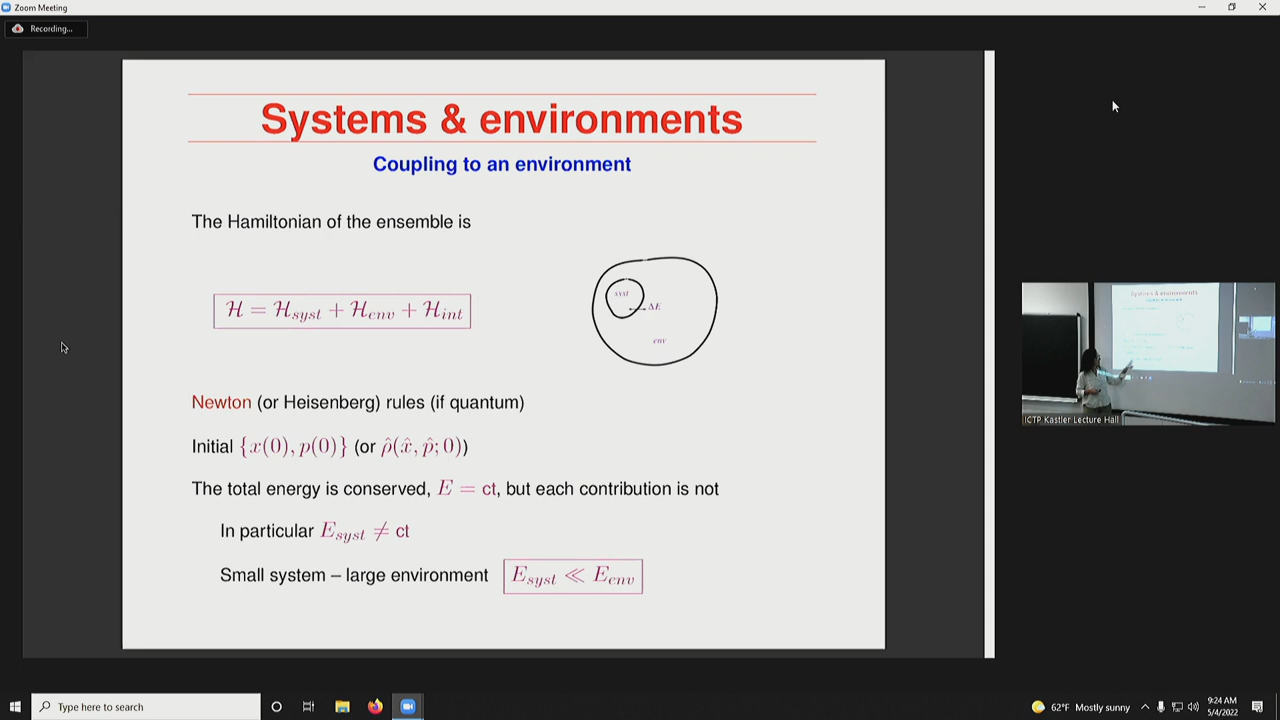 Zoom Meeting
Recording...
Systems & environments
Coupling to an environment
The Hamiltonian of the ensemble is
ℋ = ℋ_syst + ℋ_env + ℋ_int
syst
ΔE
env
Newton (or Heisenberg) rules (if quantum)
Initial {x(0), p(0)} (or ρ̂(x̂, p̂; 0))
The total energy is conserved, E = ct, but each contribution is not
In particular E_syst ≠ ct
Small system – large environment E_syst ≪ E_env
Systems & environments
ICTP Kastler Lecture Hall
Type here to search
62°F Mostly sunny
9:24 AM
5/4/2022